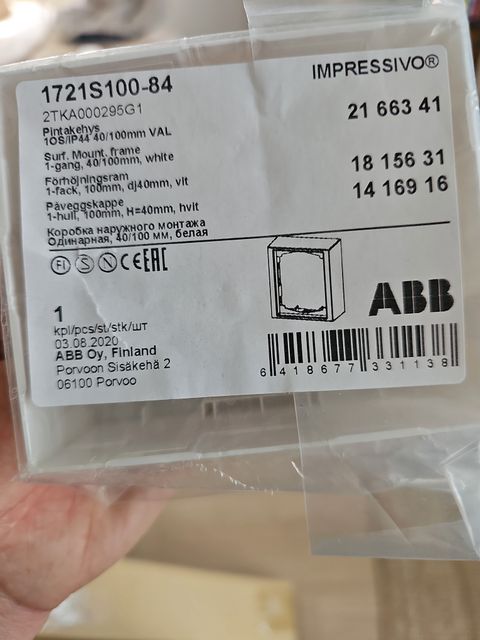 IMPRESSIVO®
1721S100-84
2TKA000295G1
Pintakehys
1OS/IP44 40/100mm VAL
21 663 41
Surf. Mount. frame
1-gang, 40/100mm, white
18 156 31
Förhöjningsram
1-fack, 100mm, dj40mm, vit
14 169 16
Påveggskappe
1-hull, 100mm, H=40mm, hvit
Коробка наружного монтажа
Одинарная, 40/100 мм, белая
FI S N CE EAC
1
kpl/pcs/st/stk/шт
03.08.2020
ABB Oy, Finland
Porvoon Sisäkehä 2
06100 Porvoo
ABB
6 418677 331138